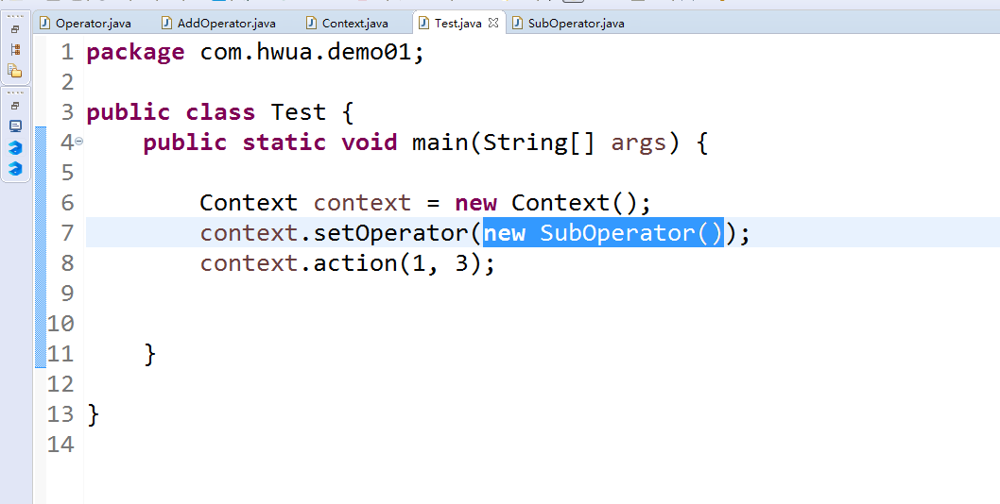 Operator.java AddOperator.java Context.java Test.java SubOperator.java
1 package com.hwua.demo01;
2
3 public class Test {
4 public static void main(String[] args) {
5
6 Context context = new Context();
7 context.setOperator(new SubOperator());
8 context.action(1, 3);
9
10
11 }
12
13 }
14